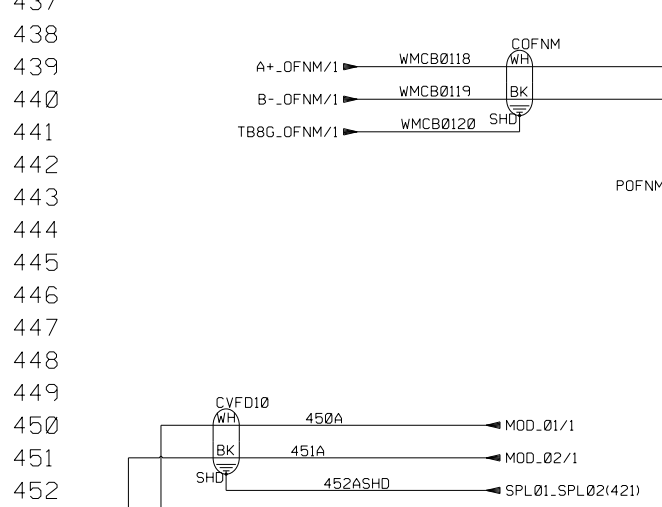 437
438
COFNM
439 A+_OFNM/1 WMCB0118 WH
440 B-_OFNM/1 WMCB0119 BK
SHD
441 TB8G_OFNM/1 WMCB0120
442
POFNM
443
444
445
446
447
448
449
CVFD10
450 WH 450A MOD_01/1
451 BK 451A MOD_02/1
SHD
452 452ASHD SPL01_SPL02(421)